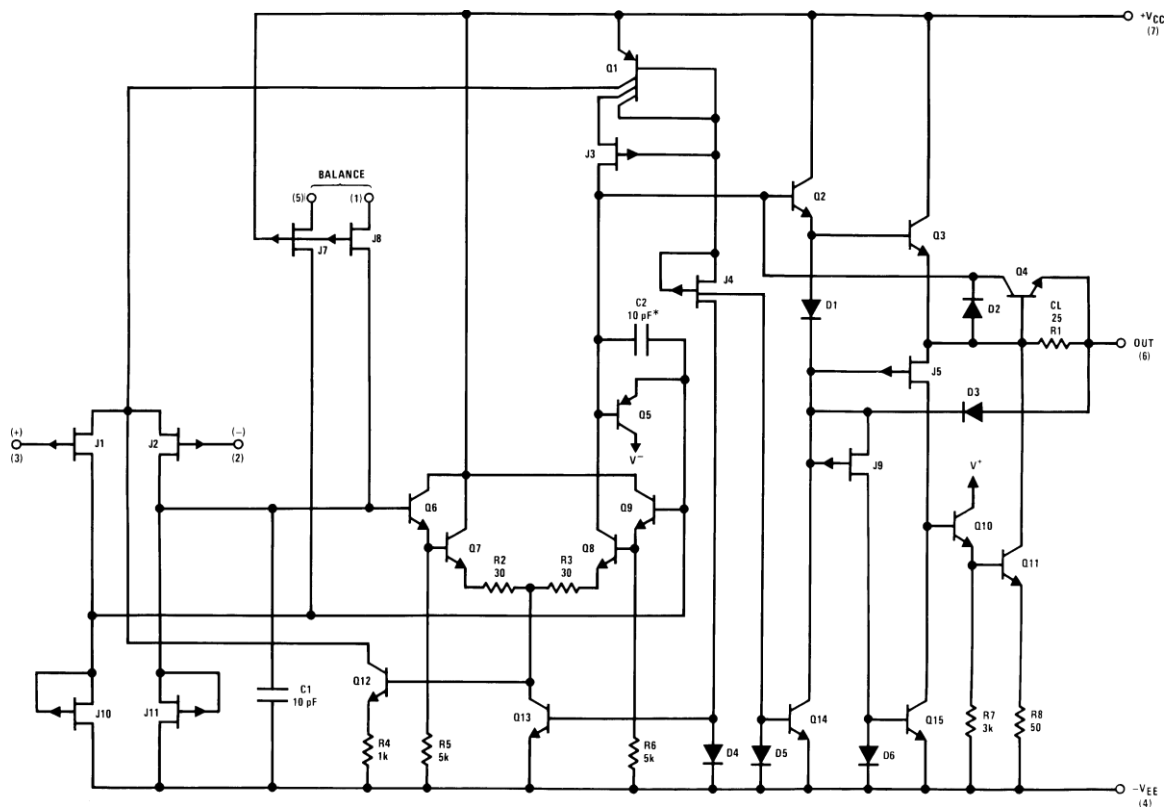 +VCC
(7)
Q1
J3
BALANCE
(5)
(1)
J7
J8
Q2
Q3
J4
Q4
C2
10 pF*
D1
D2
CL
25
R1
OUT
(6)
J5
D3
Q5
V−
(+)
(3)
J1
J2
(−)
(2)
J9
V+
Q6
Q9
Q10
Q7
R2
30
R3
30
Q8
Q11
Q12
C1
10 pF
J10
J11
Q13
Q14
Q15
R4
1k
R5
5k
R6
5k
D4
D5
D6
R7
3k
R8
50
−VEE
(4)